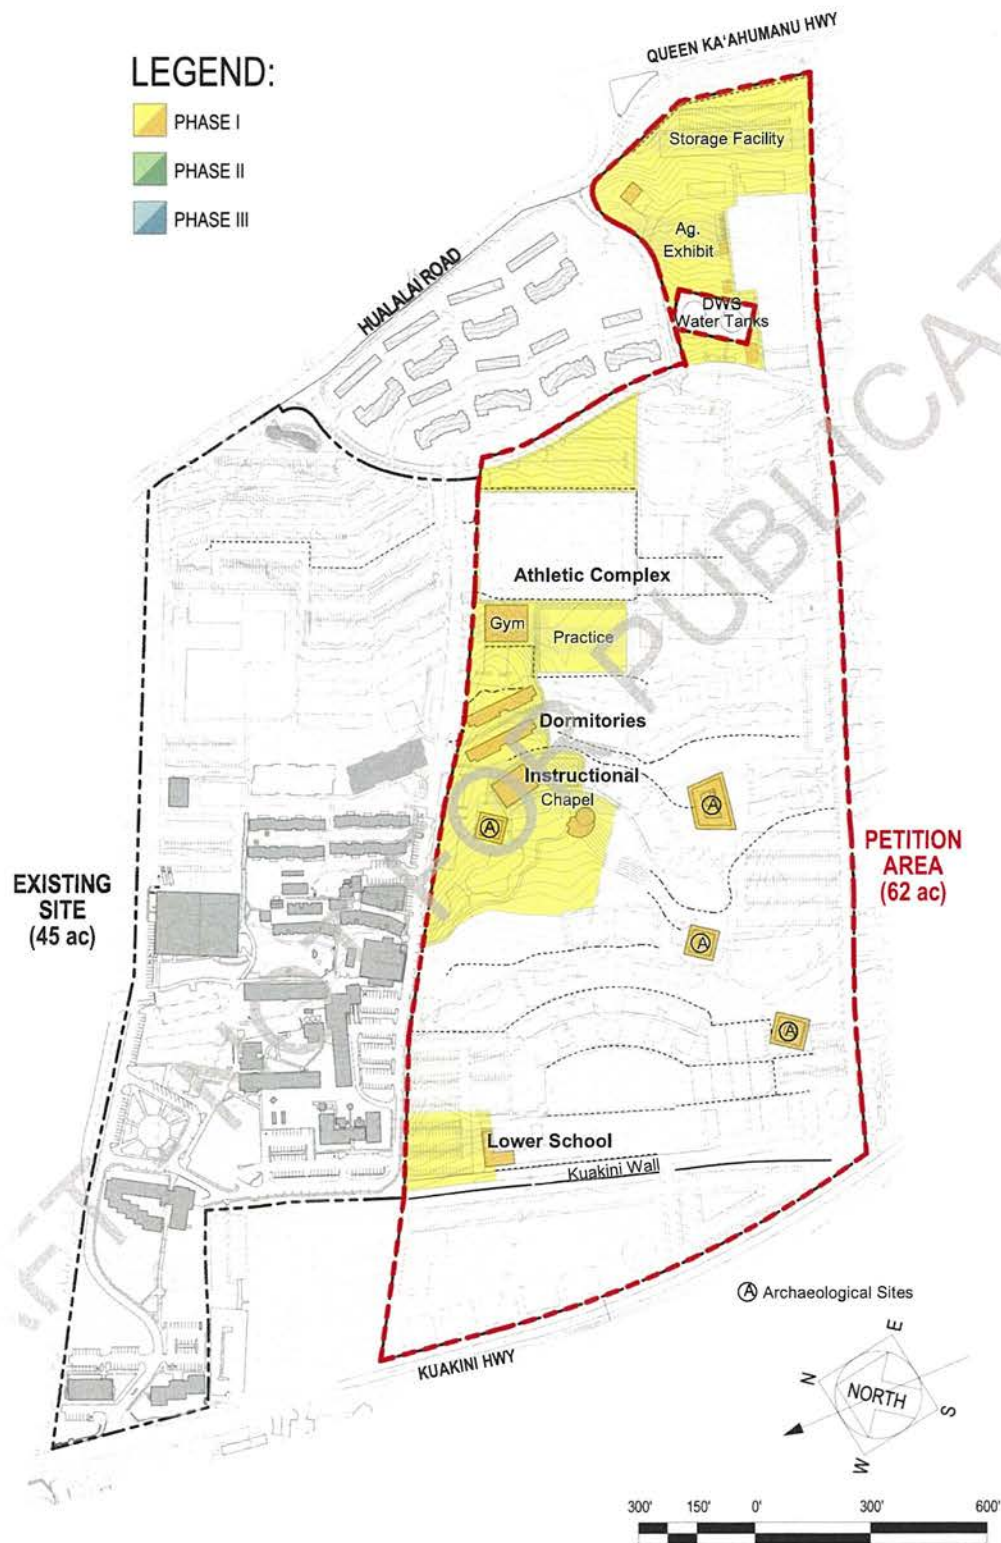 QUEEN KA‘AHUMANU HWY
LEGEND:
PHASE I
PHASE II
PHASE III
Storage Facility
Ag.
Exhibit
HUALALAI ROAD
DWS
Water Tanks
Athletic Complex
Gym
Practice
Dormitories
Instructional
Chapel
A
A
PETITION
AREA
(62 ac)
EXISTING
SITE
(45 ac)
A
A
Lower School
Kuakini Wall
A Archaeological Sites
KUAKINI HWY
E
N
NORTH
S
W
300' 150' 0' 300' 600'